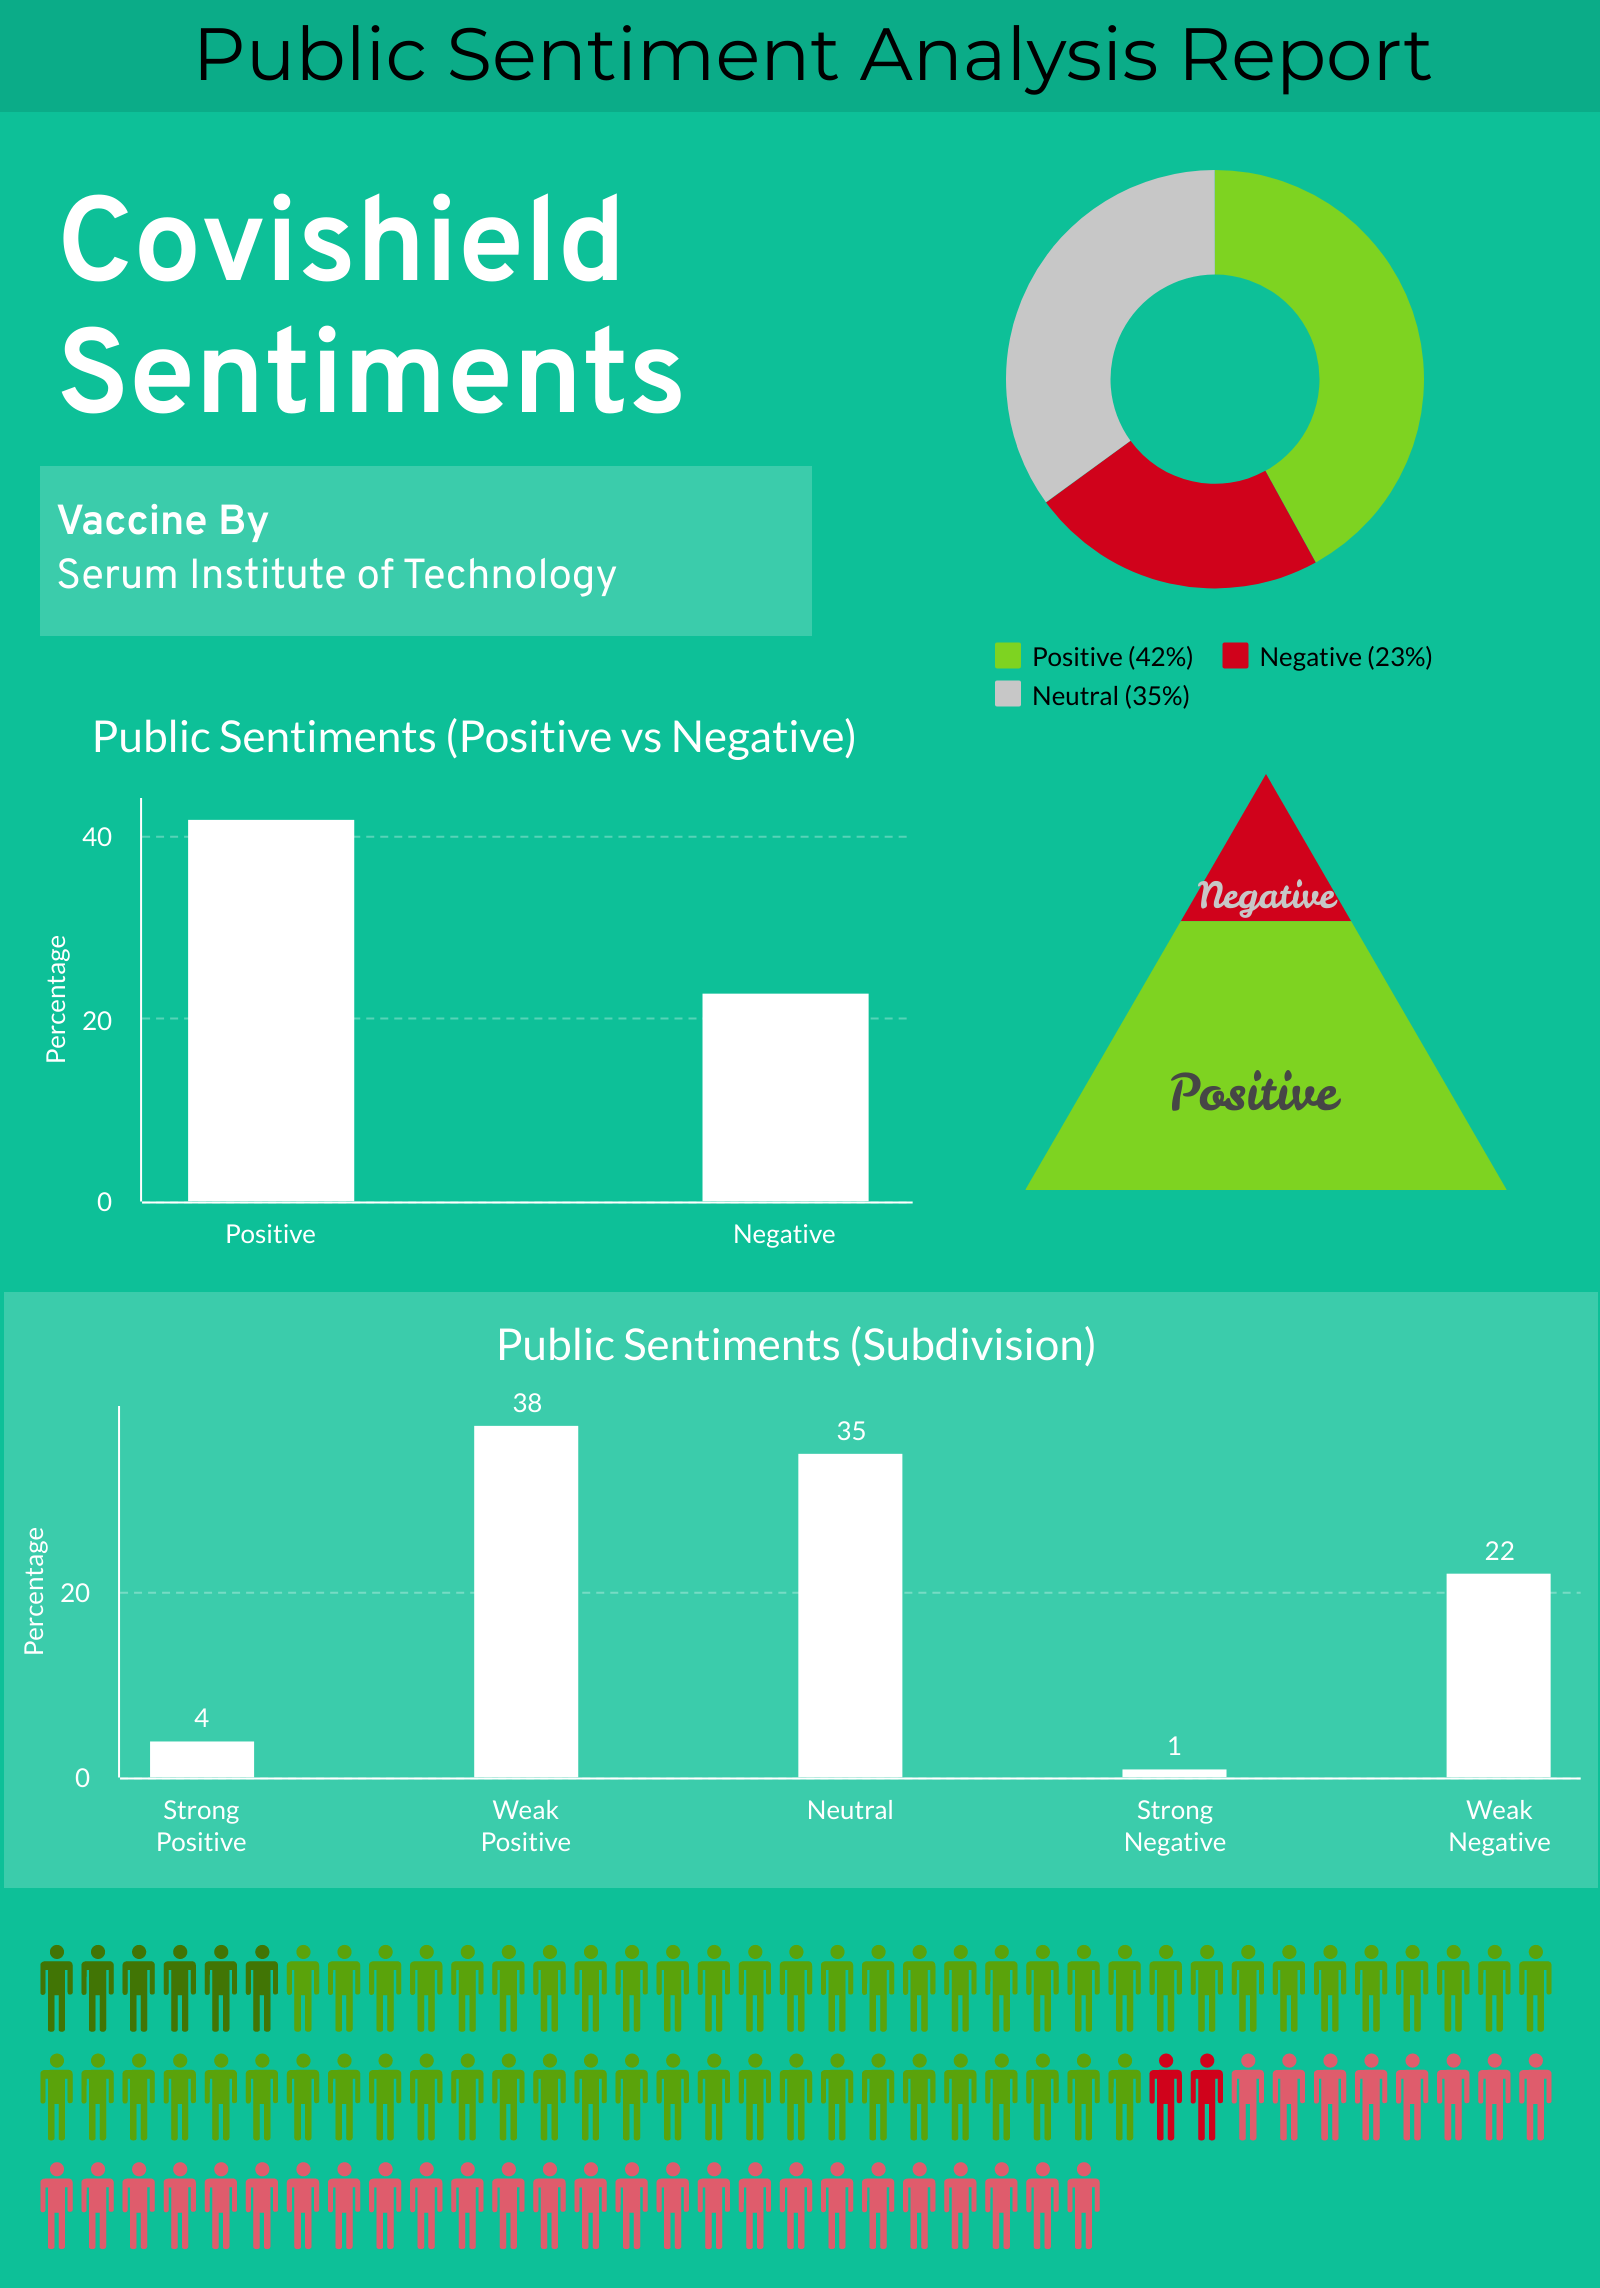 Public Sentiment Analysis Report
Covishield
Sentiments
Vaccine By
Serum Institute of Technology
Positive (42%)
Negative (23%)
Neutral (35%)
Public Sentiments (Positive vs Negative)
Percentage
40
20
0
Positive
Negative
Negative
Positive
Public Sentiments (Subdivision)
Percentage
20
0
4
38
35
1
22
Strong
Positive
Weak
Positive
Neutral
Strong
Negative
Weak
Negative